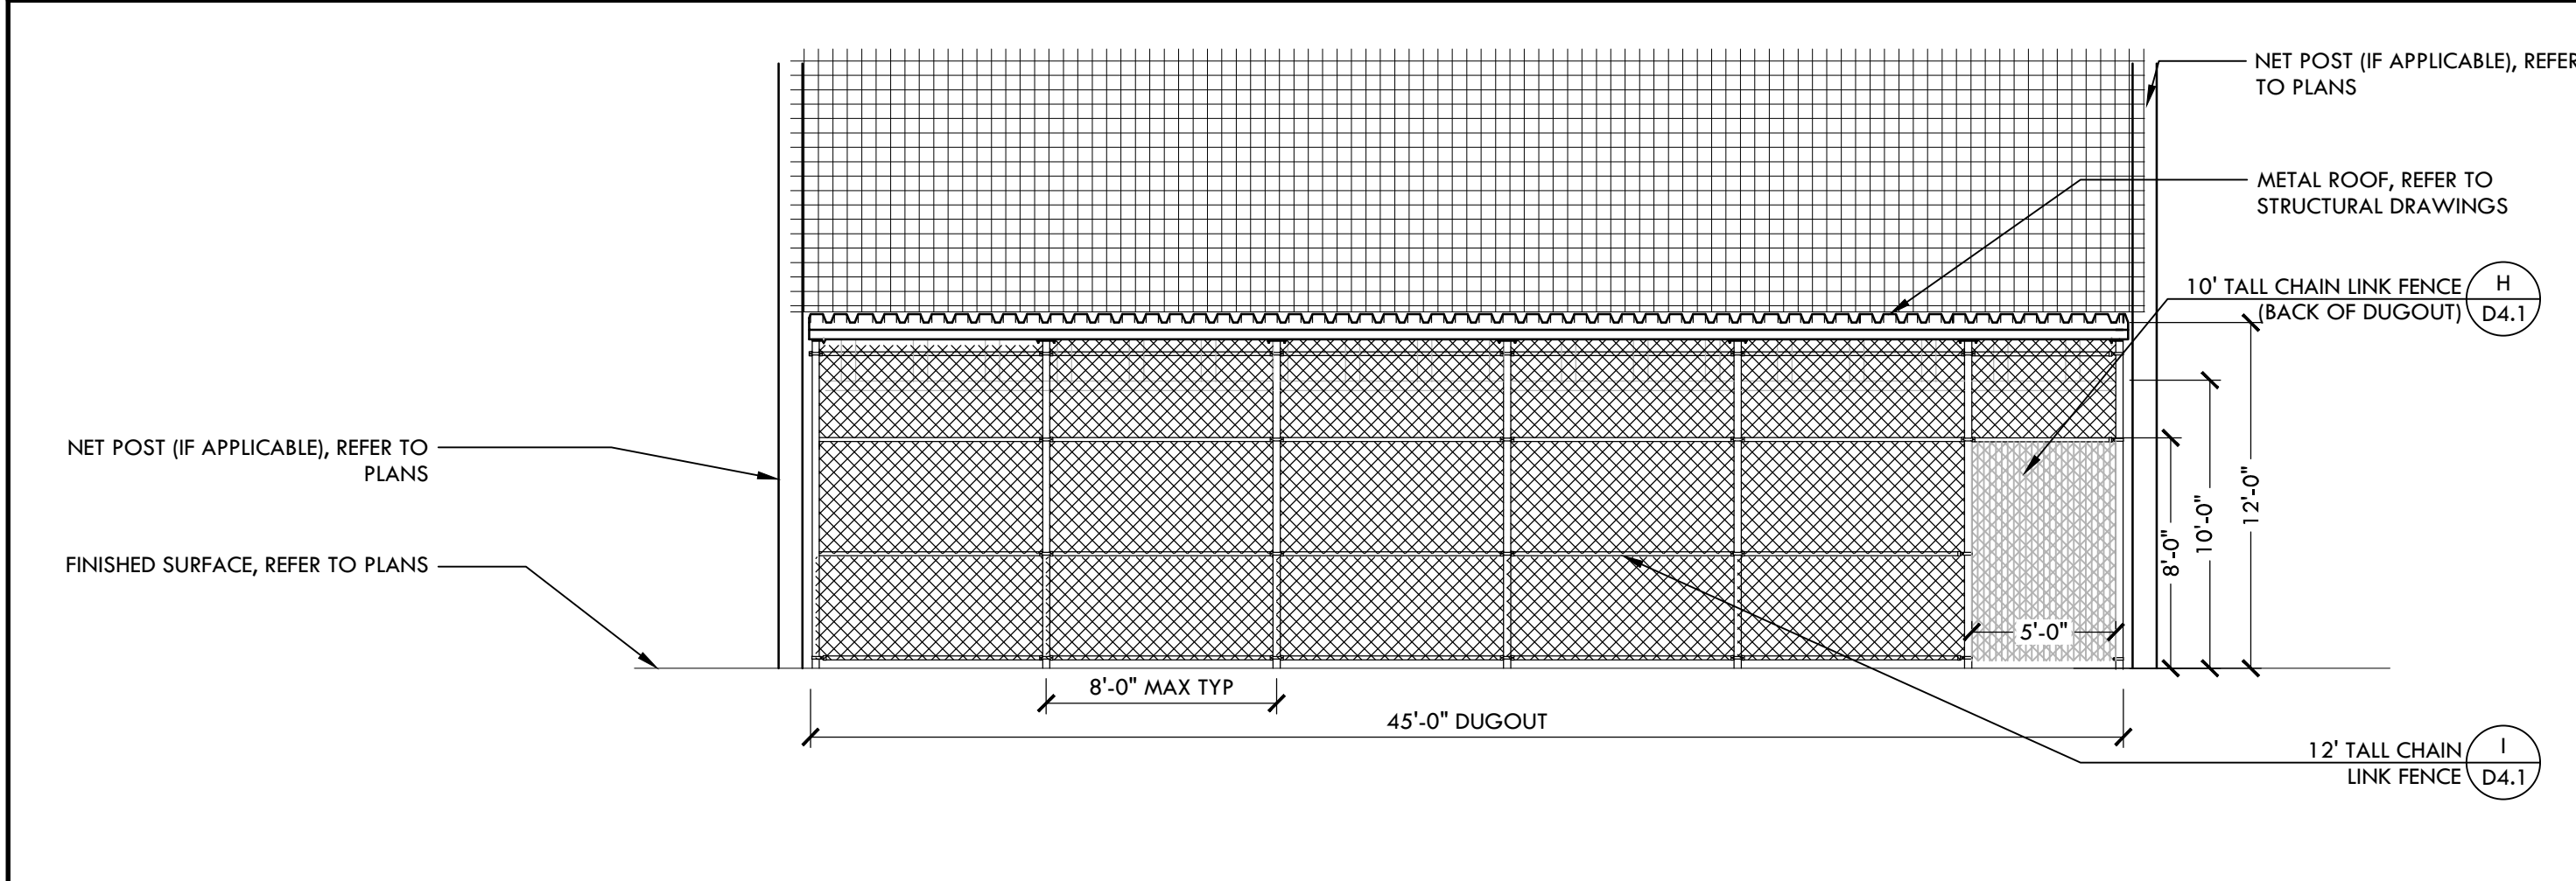 NET POST (IF APPLICABLE), REFER
TO PLANS
METAL ROOF, REFER TO
STRUCTURAL DRAWINGS
10' TALL CHAIN LINK FENCE
(BACK OF DUGOUT)
H
D4.1
NET POST (IF APPLICABLE), REFER TO
PLANS
FINISHED SURFACE, REFER TO PLANS
8'-0"
10'-0"
12'-0"
5'-0"
8'-0" MAX TYP
45'-0" DUGOUT
12' TALL CHAIN
LINK FENCE
I
D4.1